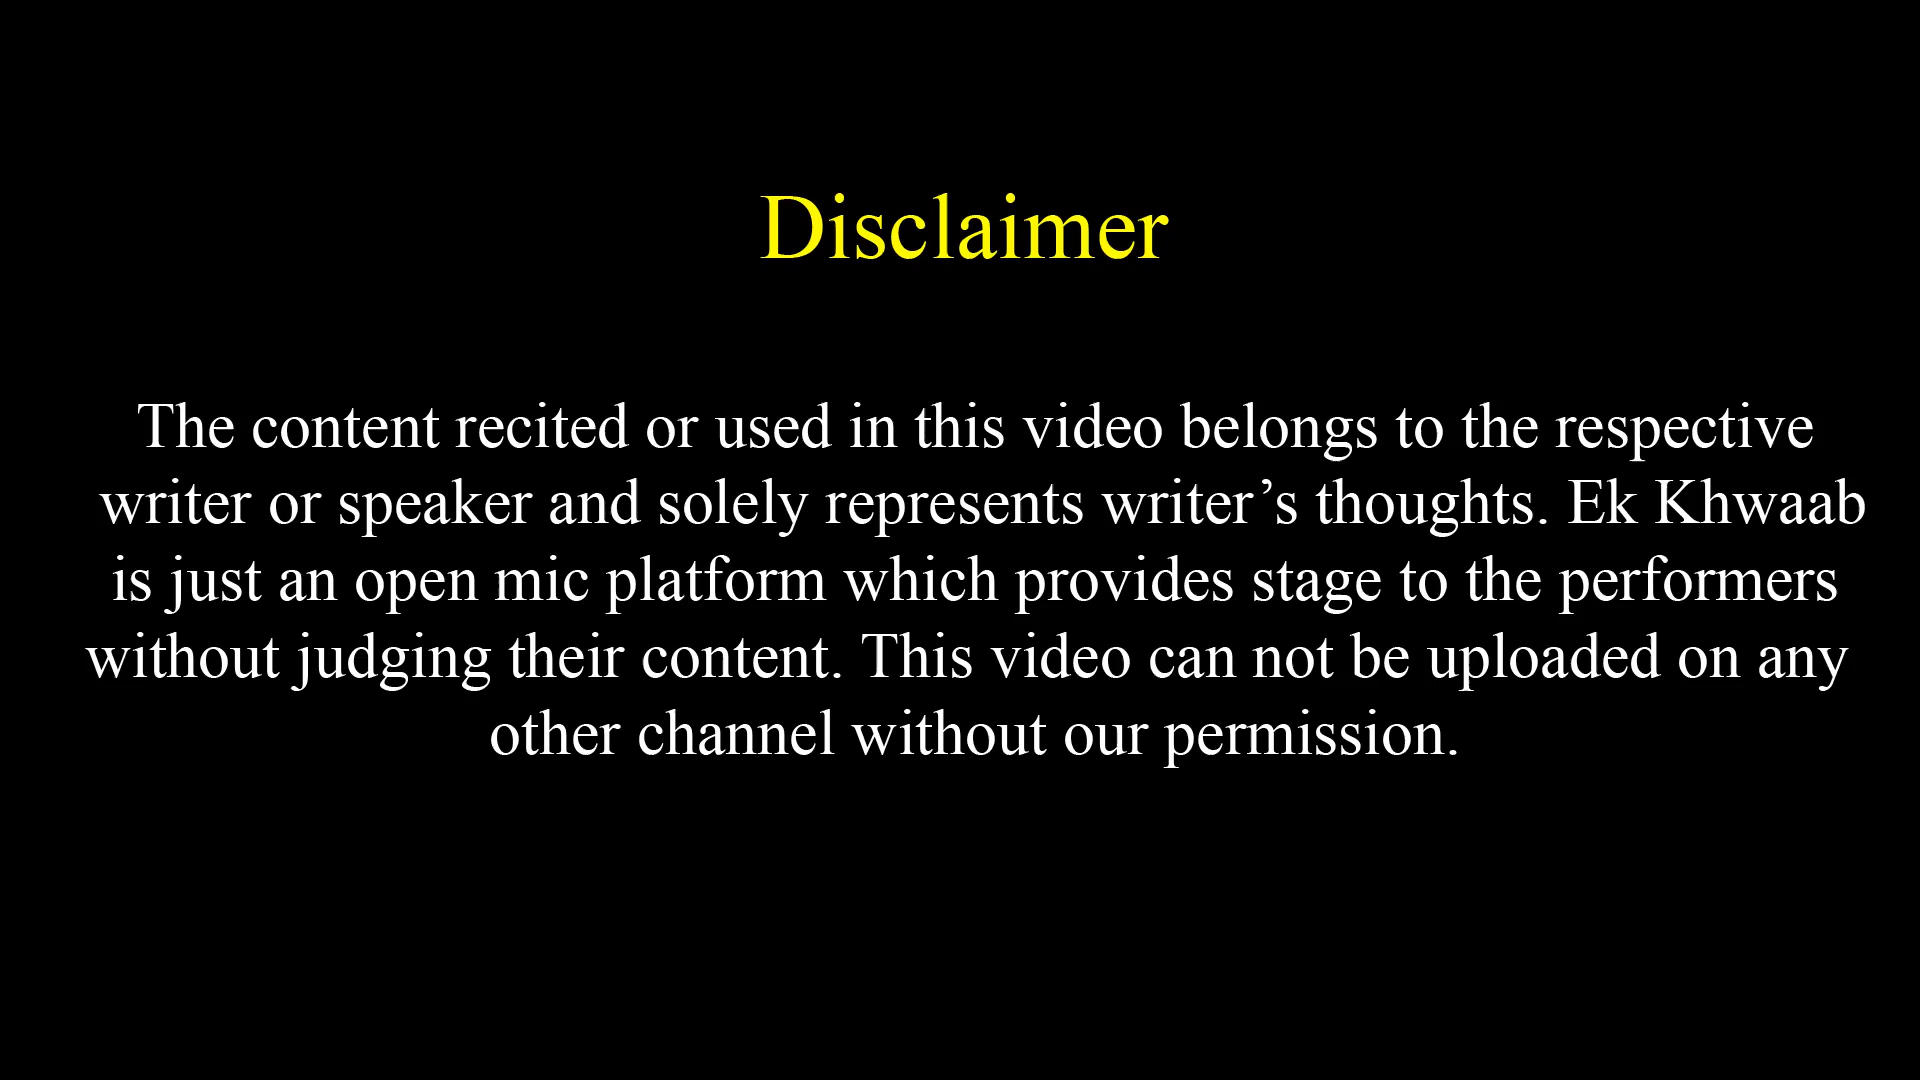 Disclaimer
The content recited or used in this video belongs to the respective
writer or speaker and solely represents writer’s thoughts. Ek Khwaab
is just an open mic platform which provides stage to the performers
without judging their content. This video can not be uploaded on any
other channel without our permission.